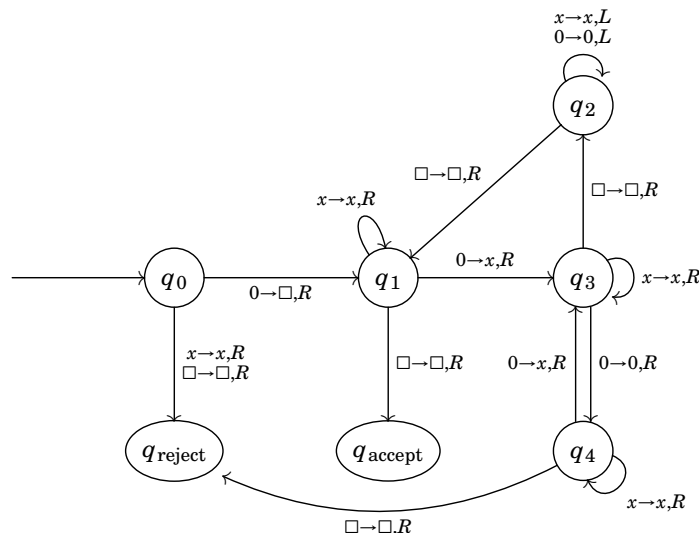 x→x,L
0→0,L
q2
□→□,R
x→x,R
□→□,R
q0
0→□,R
q1
0→x,R
q3
x→x,R
x→x,R
□→□,R
□→□,R
0→x,R
0→0,R
qreject
qaccept
q4
x→x,R
□→□,R